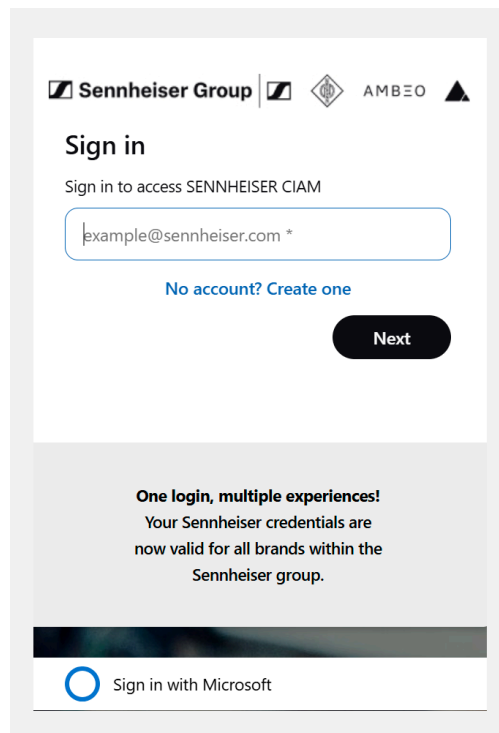 Sennheiser Group
AMBEO
Sign in
Sign in to access SENNHEISER CIAM
example@sennheiser.com *
No account? Create one
Next
One login, multiple experiences!
Your Sennheiser credentials are
now valid for all brands within the
Sennheiser group.
Sign in with Microsoft